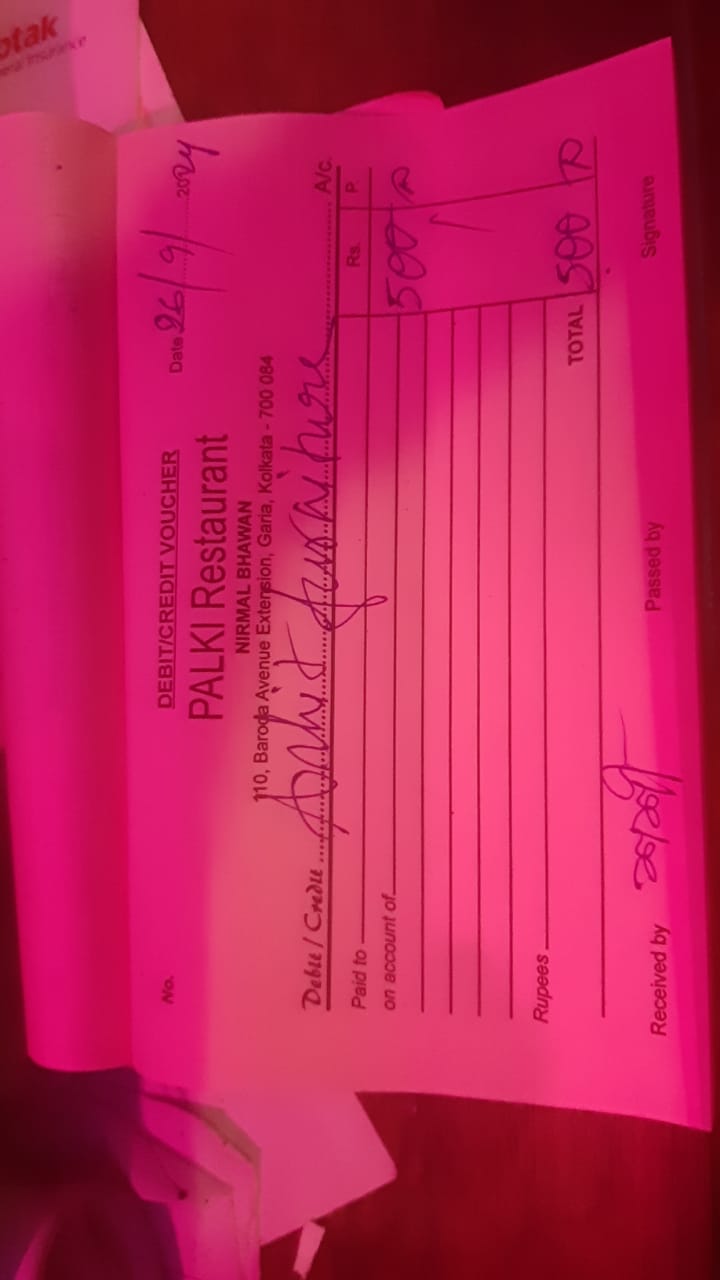 otak
eral Insurance
No.
Date 26/9/2024
DEBIT/CREDIT VOUCHER
PALKI Restaurant
NIRMAL BHAWAN
110, Baroda Avenue Extension, Garia, Kolkata - 700 084
Debit / Credit furniture A/c.
Paid to Rs. P.
on account of 500
Rupees
TOTAL 500
Received by Passed by Signature